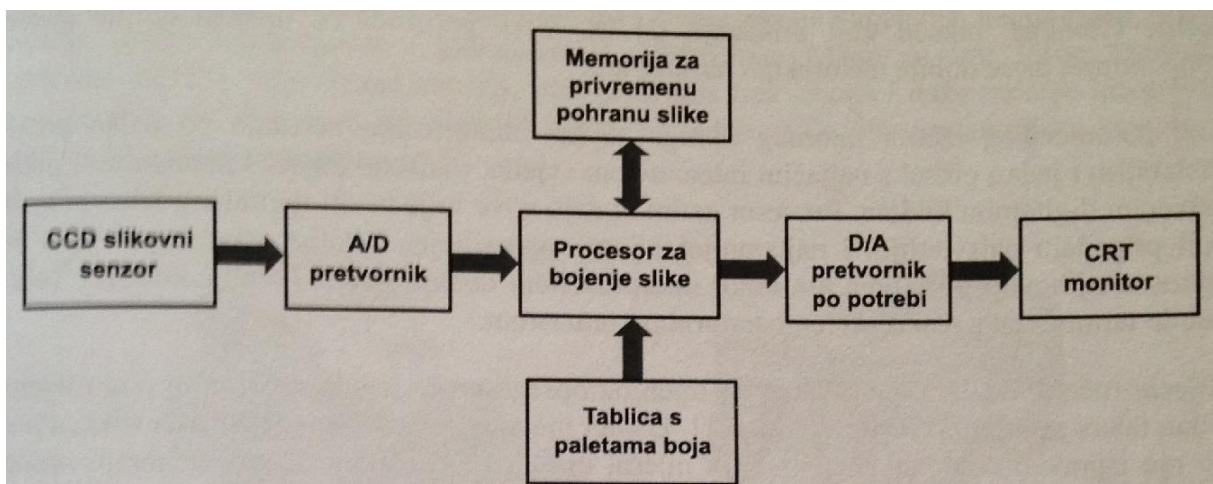 Memorija za
privremenu
pohranu slike
CCD slikovni
senzor
A/D
pretvornik
Procesor za
bojenje slike
D/A
pretvornik
po potrebi
CRT
monitor
Tablica s
paletama boja